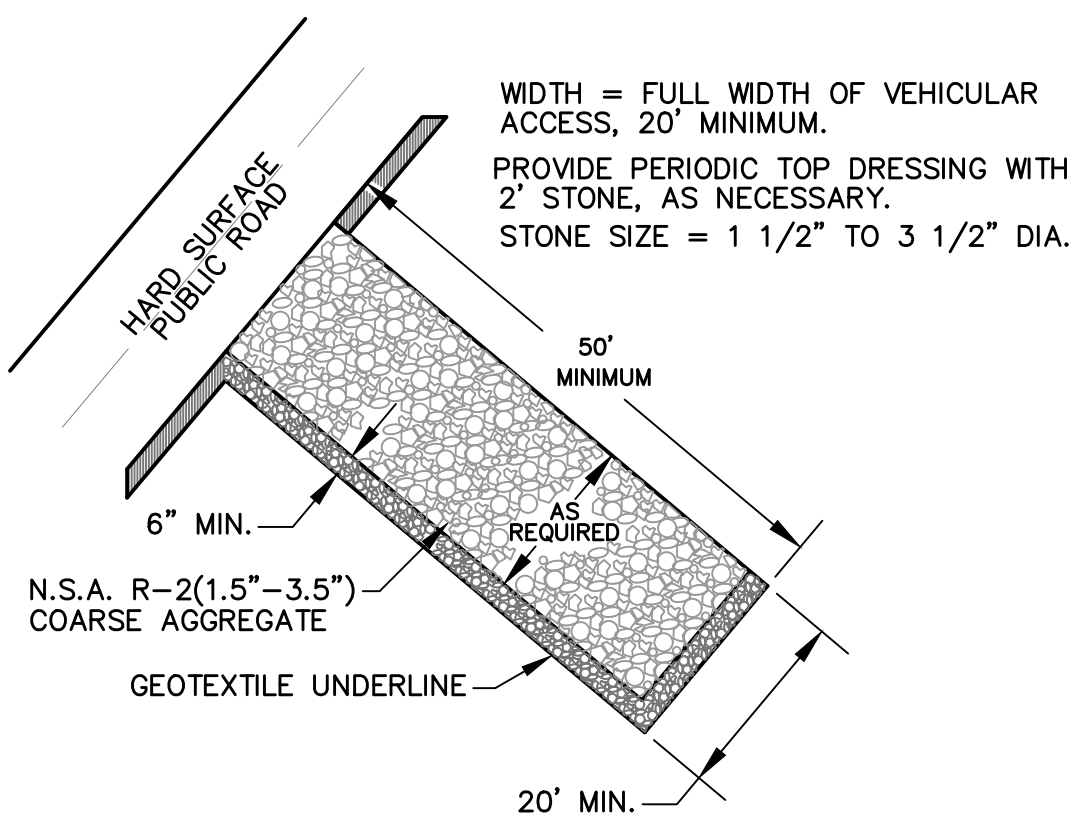 WIDTH = FULL WIDTH OF VEHICULAR
ACCESS, 20' MINIMUM.
PROVIDE PERIODIC TOP DRESSING WITH
2' STONE, AS NECESSARY.
STONE SIZE = 1 1/2" TO 3 1/2" DIA.
HARD SURFACE
PUBLIC ROAD
50'
MINIMUM
AS
REQUIRED
6" MIN.
N.S.A. R-2(1.5"-3.5")
COARSE AGGREGATE
GEOTEXTILE UNDERLINE
20' MIN.